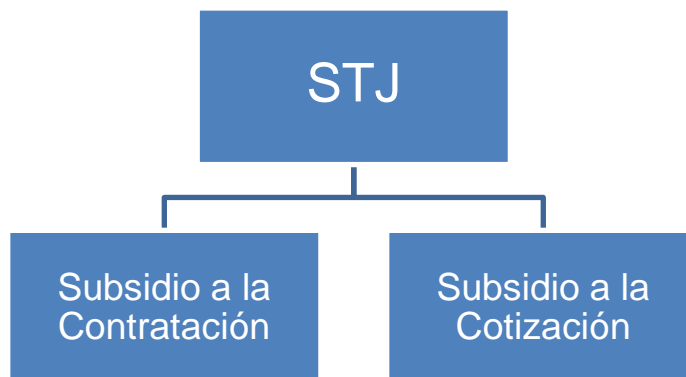 STJ
Subsidio a la
Contratación
Subsidio a la
Cotización